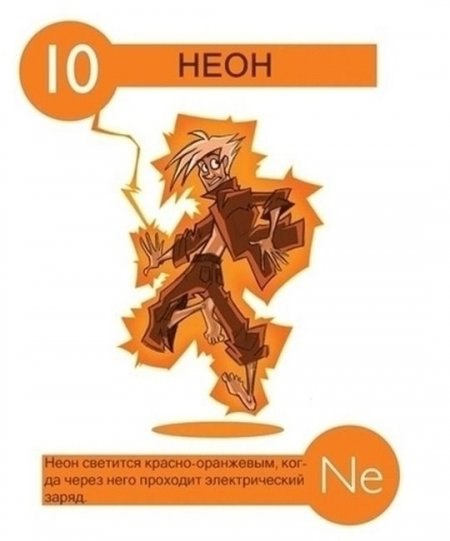 10
НЕОН
Неон светится красно-оранжевым, ког-
да через него проходит электрический
заряд.
Ne